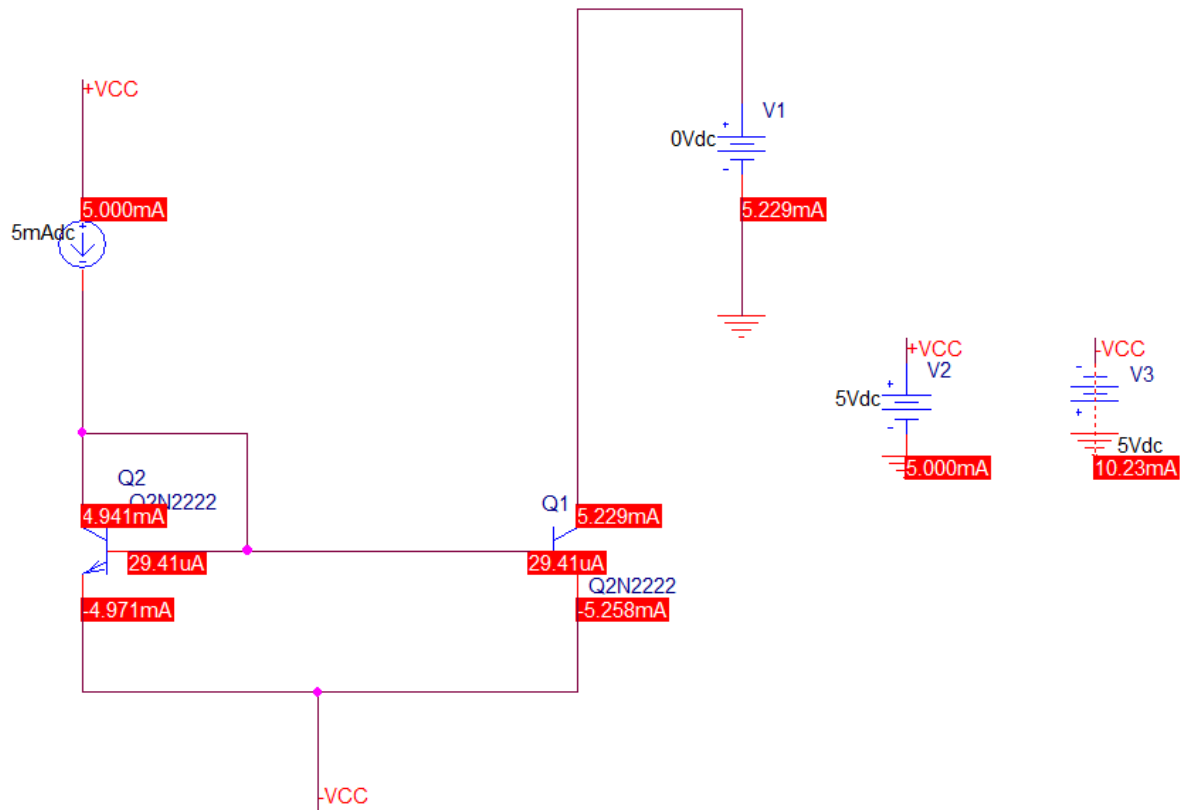 +VCC
V1
0Vdc
5.000mA
5.229mA
5mAdc
+VCC
-VCC
V2
V3
5Vdc
5Vdc
5.000mA
10.23mA
Q2
Q2N2222
Q1
4.941mA
5.229mA
29.41uA
29.41uA
Q2N2222
-4.971mA
-5.258mA
-VCC